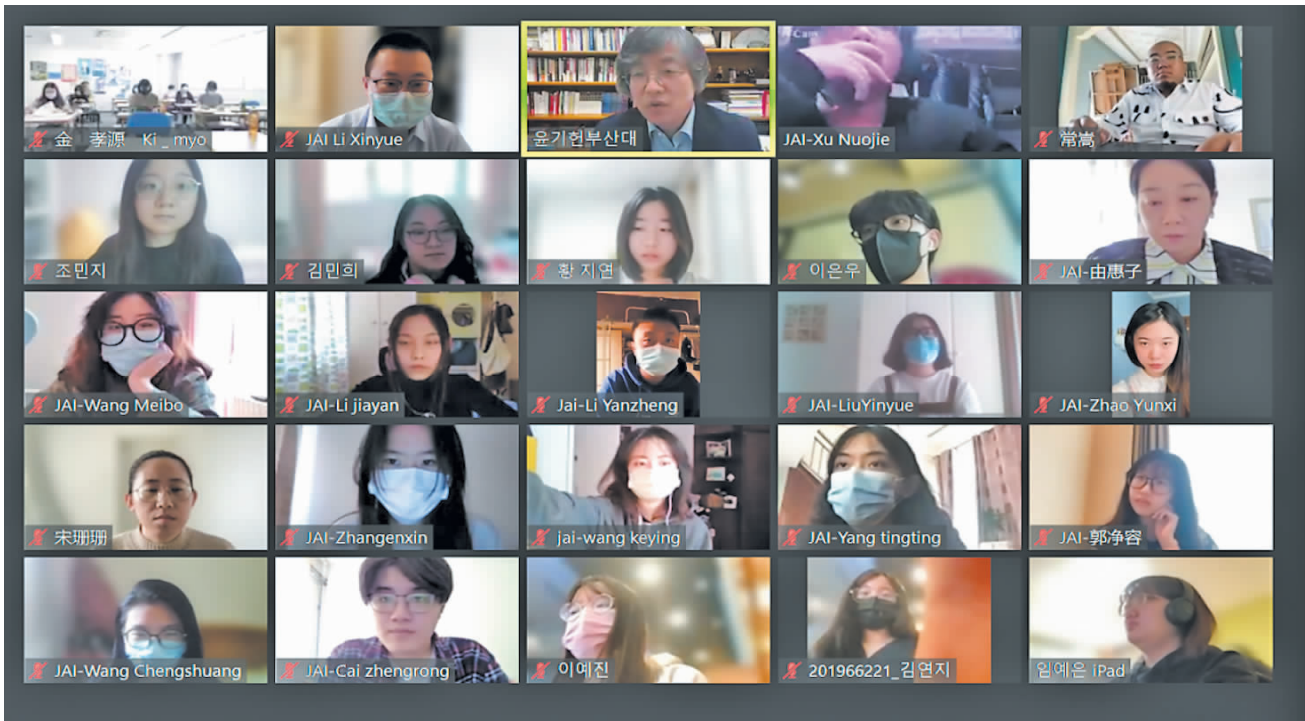 金　孝源　Ki _ myo
JAI Li Xinyue
윤기헌부산대
JAI-Xu Nuojie
常嵩
조민지
김민희
황 지연
이은우
JAI-由惠子
JAI-Wang Meibo
JAI-Li jiayan
Jai-Li Yanzheng
JAI-LiuYinyue
JAI-Zhao Yunxi
宋珊珊
JAI-Zhangenxin
jai-wang keying
JAI-Yang tingting
JAI-郭净容
JAI-Wang Chengshuang
JAI-Cai zhengrong
이예진
201966221_김연지
임예은 iPad